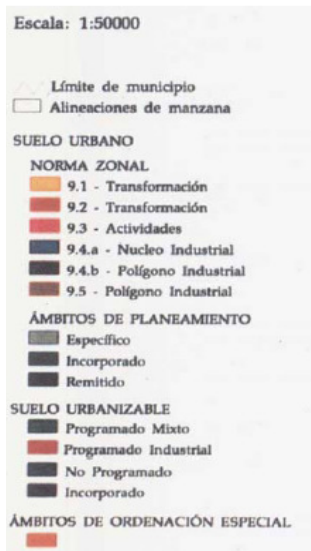 Escala: 1:50000
Límite de municipio
Alineaciones de manzana
SUELO URBANO
NORMA ZONAL
9.1 - Transformación
9.2 - Transformación
9.3 - Actividades
9.4.a - Nucleo Industrial
9.4.b - Polígono Industrial
9.5 - Polígono Industrial
ÁMBITOS DE PLANEAMIENTO
Específico
Incorporado
Remitido
SUELO URBANIZABLE
Programado Mixto
Programado Industrial
No Programado
Incorporado
ÁMBITOS DE ORDENACIÓN ESPECIAL